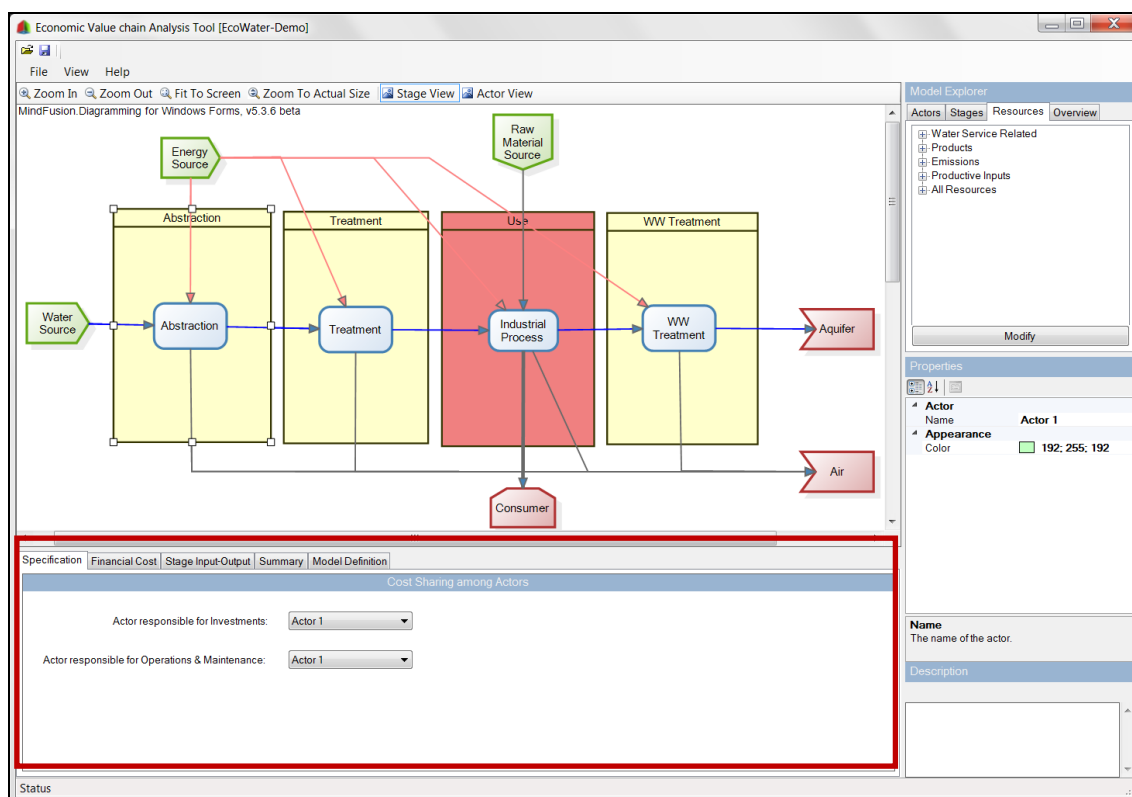 Economic Value chain Analysis Tool [EcoWater-Demo]
File View Help
Zoom In Zoom Out Fit To Screen Zoom To Actual Size Stage View Actor View
MindFusion.Diagramming for Windows Forms, v5.3.6 beta
Raw
Material
Source
Energy
Source
Abstraction
Treatment
Use
WW Treatment
Water
Source
Abstraction
Treatment
Industrial
Process
WW
Treatment
Aquifer
Air
Consumer
Model Explorer
Actors Stages Resources Overview
Water Service Related
Products
Emissions
Productive Inputs
All Resources
Modify
Properties
Actor
Name Actor 1
Appearance
Color 192; 255; 192
Name
The name of the actor.
Description
Specification Financial Cost Stage Input-Output Summary Model Definition
Cost Sharing among Actors
Actor responsible for Investments: Actor 1
Actor responsible for Operations & Maintenance: Actor 1
Status